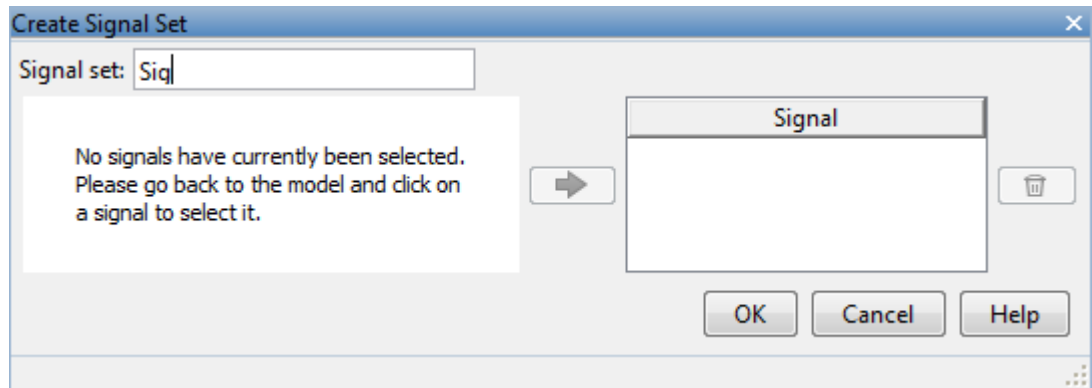 Create Signal Set
Signal set: Sig
No signals have currently been selected.
Please go back to the model and click on
a signal to select it.
Signal
OK Cancel Help